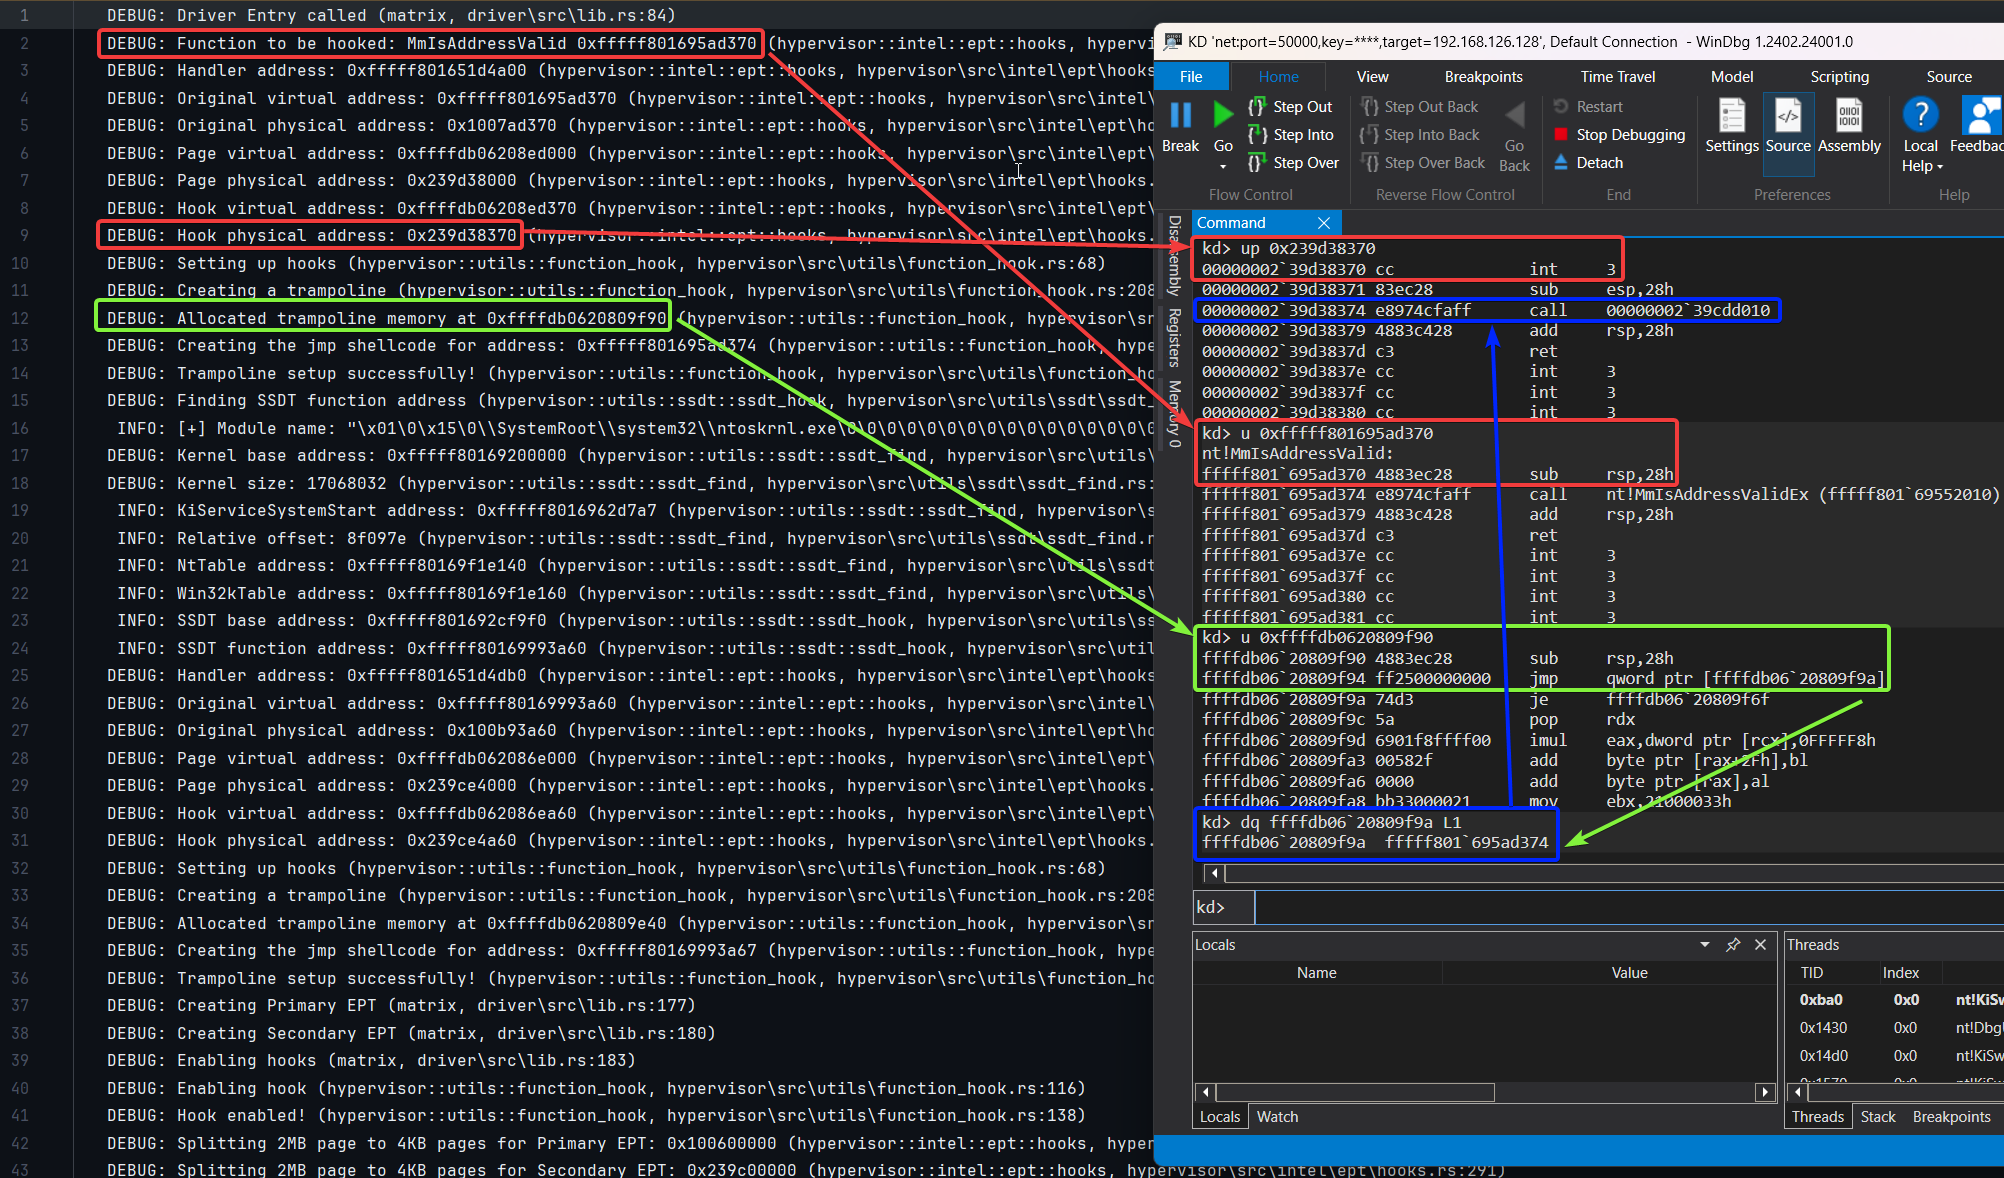 1 DEBUG: Driver Entry called (matrix, driver\src\lib.rs:84)
2 DEBUG: Function to be hooked: MmIsAddressValid 0xfffff801695ad370 (hypervisor::intel::ept::hooks, hypervis
3 DEBUG: Handler address: 0xfffff801651d4a00 (hypervisor::intel::ept::hooks, hypervisor\src\intel\ept\hooks
4 DEBUG: Original virtual address: 0xfffff801695ad370 (hypervisor::intel::ept::hooks, hypervisor\src\intel\
5 DEBUG: Original physical address: 0x1007ad370 (hypervisor::intel::ept::hooks, hypervisor\src\intel\ept\ho
6 DEBUG: Page virtual address: 0xffffdb06208ed000 (hypervisor::intel::ept::hooks, hypervisor\src\intel\ept\
7 DEBUG: Page physical address: 0x239d38000 (hypervisor::intel::ept::hooks, hypervisor\src\intel\ept\hooks.
8 DEBUG: Hook virtual address: 0xffffdb06208ed370 (hypervisor::intel::ept::hooks, hypervisor\src\intel\ept\
9 DEBUG: Hook physical address: 0x239d38370 (hypervisor::intel::ept::hooks, hypervisor\src\intel\ept\hooks.
10 DEBUG: Setting up hooks (hypervisor::utils::function_hook, hypervisor\src\utils\function_hook.rs:68)
11 DEBUG: Creating a trampoline (hypervisor::utils::function_hook, hypervisor\src\utils\function_hook.rs:208
12 DEBUG: Allocated trampoline memory at 0xffffdb0620809f90 (hypervisor::utils::function_hook, hypervisor\sr
13 DEBUG: Creating the jmp shellcode for address: 0xfffff801695ad374 (hypervisor::utils::function_hook, hype
14 DEBUG: Trampoline setup successfully! (hypervisor::utils::function_hook, hypervisor\src\utils\function_ho
15 DEBUG: Finding SSDT function address (hypervisor::utils::ssdt::ssdt_hook, hypervisor\src\utils\ssdt\ssdt_
16 INFO: [+] Module name: "\x01\0\x15\0\\SystemRoot\\system32\\ntoskrnl.exe\0\0\0\0\0\0\0\0\0\0\0\0\0\0\0\0
17 DEBUG: Kernel base address: 0xfffff80169200000 (hypervisor::utils::ssdt::ssdt_find, hypervisor\src\utils\
18 DEBUG: Kernel size: 17068032 (hypervisor::utils::ssdt::ssdt_find, hypervisor\src\utils\ssdt\ssdt_find.rs:
19 INFO: KiServiceSystemStart address: 0xfffff8016962d7a7 (hypervisor::utils::ssdt::ssdt_find, hypervisor\s
20 INFO: Relative offset: 8f097e (hypervisor::utils::ssdt::ssdt_find, hypervisor\src\utils\ssdt\ssdt_find.r
21 INFO: NtTable address: 0xfffff80169f1e140 (hypervisor::utils::ssdt::ssdt_find, hypervisor\src\utils\ssdt
22 INFO: Win32kTable address: 0xfffff80169f1e160 (hypervisor::utils::ssdt::ssdt_find, hypervisor\src\utils\
23 INFO: SSDT base address: 0xfffff801692cf9f0 (hypervisor::utils::ssdt::ssdt_hook, hypervisor\src\utils\ss
24 INFO: SSDT function address: 0xfffff80169993a60 (hypervisor::utils::ssdt::ssdt_hook, hypervisor\src\util
25 DEBUG: Handler address: 0xfffff801651d4db0 (hypervisor::intel::ept::hooks, hypervisor\src\intel\ept\hooks
26 DEBUG: Original virtual address: 0xfffff80169993a60 (hypervisor::intel::ept::hooks, hypervisor\src\intel\
27 DEBUG: Original physical address: 0x100b93a60 (hypervisor::intel::ept::hooks, hypervisor\src\intel\ept\ho
28 DEBUG: Page virtual address: 0xffffdb062086e000 (hypervisor::intel::ept::hooks, hypervisor\src\intel\ept\
29 DEBUG: Page physical address: 0x239ce4000 (hypervisor::intel::ept::hooks, hypervisor\src\intel\ept\hooks.
30 DEBUG: Hook virtual address: 0xffffdb062086ea60 (hypervisor::intel::ept::hooks, hypervisor\src\intel\ept\
31 DEBUG: Hook physical address: 0x239ce4a60 (hypervisor::intel::ept::hooks, hypervisor\src\intel\ept\hooks.
32 DEBUG: Setting up hooks (hypervisor::utils::function_hook, hypervisor\src\utils\function_hook.rs:68)
33 DEBUG: Creating a trampoline (hypervisor::utils::function_hook, hypervisor\src\utils\function_hook.rs:208
34 DEBUG: Allocated trampoline memory at 0xffffdb0620809e40 (hypervisor::utils::function_hook, hypervisor\sr
35 DEBUG: Creating the jmp shellcode for address: 0xfffff80169993a67 (hypervisor::utils::function_hook, hype
36 DEBUG: Trampoline setup successfully! (hypervisor::utils::function_hook, hypervisor\src\utils\function_ho
37 DEBUG: Creating Primary EPT (matrix, driver\src\lib.rs:177)
38 DEBUG: Creating Secondary EPT (matrix, driver\src\lib.rs:180)
39 DEBUG: Enabling hooks (matrix, driver\src\lib.rs:183)
40 DEBUG: Enabling hook (hypervisor::utils::function_hook, hypervisor\src\utils\function_hook.rs:116)
41 DEBUG: Hook enabled! (hypervisor::utils::function_hook, hypervisor\src\utils\function_hook.rs:138)
42 DEBUG: Splitting 2MB page to 4KB pages for Primary EPT: 0x100600000 (hypervisor::intel::ept::hooks, hyper
43 DEBUG: Splitting 2MB page to 4KB pages for Secondary EPT: 0x239c00000 (hypervisor::intel::ept::hooks, hypervisor\src\intel\ept\hooks.rs:291)
KD 'net:port=50000,key=****,target=192.168.126.128', Default Connection - WinDbg 1.2402.24001.0
File Home View Breakpoints Time Travel Model Scripting Source
Break Go Step Out Step Into Step Over
Flow Control
Step Out Back Step Into Back Step Over Back Go Back
Reverse Flow Control
Restart
Stop Debugging
Detach
End
Settings Source Assembly
Preferences
Local Help Feedbac
Help
Disassembly
Registers
Memory 0
Command
kd> up 0x239d38370
00000002`39d38370 cc int 3
00000002`39d38371 83ec28 sub esp,28h
00000002`39d38374 e8974cfaff call 00000002`39cdd010
00000002`39d38379 4883c428 add rsp,28h
00000002`39d3837d c3 ret
00000002`39d3837e cc int 3
00000002`39d3837f cc int 3
00000002`39d38380 cc int 3
kd> u 0xfffff801695ad370
nt!MmIsAddressValid:
fffff801`695ad370 4883ec28 sub rsp,28h
fffff801`695ad374 e8974cfaff call nt!MmIsAddressValidEx (fffff801`69552010)
fffff801`695ad379 4883c428 add rsp,28h
fffff801`695ad37d c3 ret
fffff801`695ad37e cc int 3
fffff801`695ad37f cc int 3
fffff801`695ad380 cc int 3
fffff801`695ad381 cc int 3
kd> u 0xffffdb0620809f90
ffffdb06`20809f90 4883ec28 sub rsp,28h
ffffdb06`20809f94 ff2500000000 jmp qword ptr [ffffdb06`20809f9a]
ffffdb06`20809f9a 74d3 je ffffdb06`20809f6f
ffffdb06`20809f9c 5a pop rdx
ffffdb06`20809f9d 6901f8ffff00 imul eax,dword ptr [rcx],0FFFFF8h
ffffdb06`20809fa3 00582f add byte ptr [rax+2Fh],bl
ffffdb06`20809fa6 0000 add byte ptr [rax],al
ffffdb06`20809fa8 bb33000021 mov ebx,21000033h
kd> dq ffffdb06`20809f9a L1
ffffdb06`20809f9a fffff801`695ad374
kd>
Locals
Name Value
Locals Watch
Threads
TID Index
0xba0 0x0 nt!KiSw
0x1430 0x0 nt!DbgU
0x14d0 0x0 nt!KiSw
Threads Stack Breakpoints